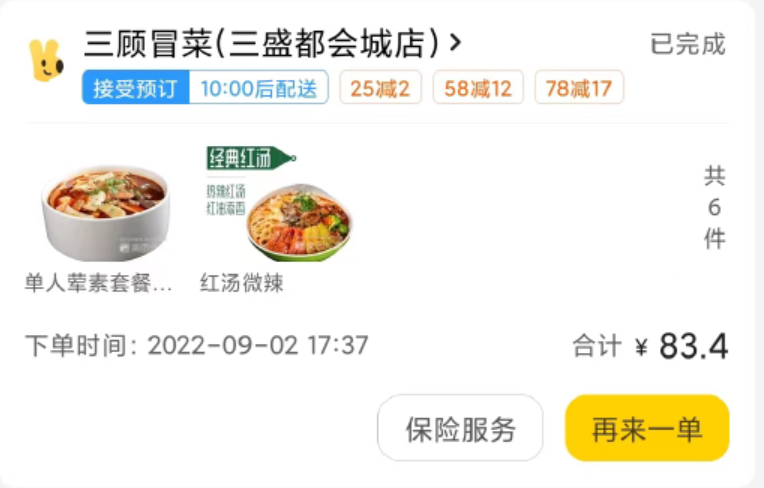 三顾冒菜(三盛都会城店)
已完成
接受预订 10:00后配送 25减2 58减12 78减17
经典红汤
热辣红汤
红油添香
共6件
单人荤素套餐... 红汤微辣
下单时间: 2022-09-02 17:37
合计 ¥ 83.4
保险服务 再来一单